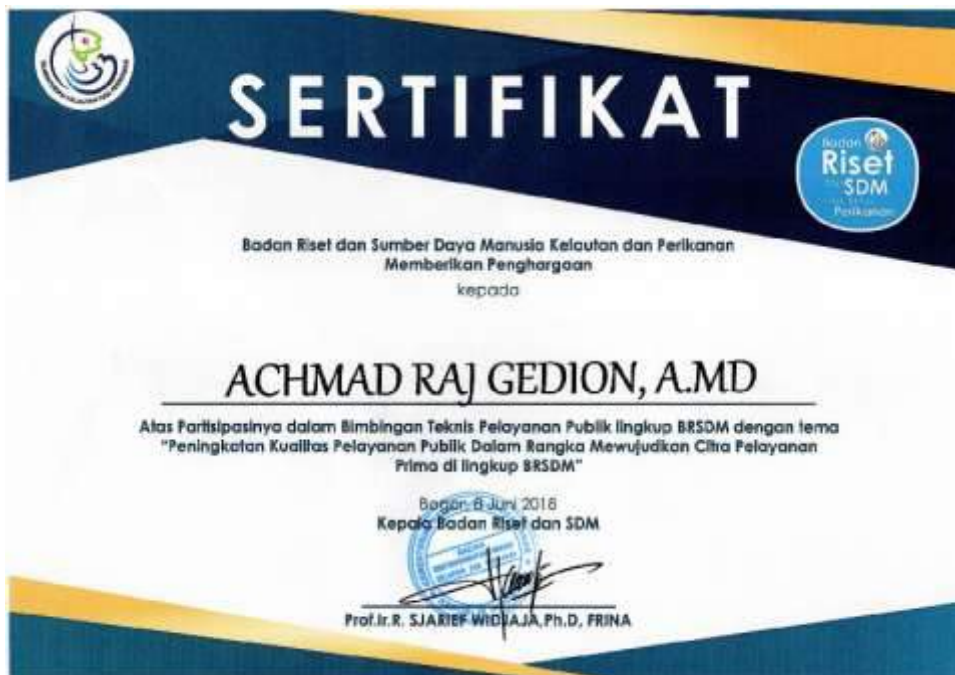 SERTIFIKAT
Badan
Riset
SDM
Perikanan
Badan Riset dan Sumber Daya Manusia Kelautan dan Perikanan
Memberikan Penghargaan
kepada
ACHMAD RAJ GEDION, A.MD
Atas Partisipasinya dalam Bimbingan Teknis Pelayanan Publik lingkup BRSDM dengan tema
"Peningkatan Kualitas Pelayanan Publik Dalam Rangka Mewujudkan Citra Pelayanan
Prima di lingkup BRSDM"
Bogor, Juni 2018
Kepala Badan Riset dan SDM
Prof.Ir.R. SJARIEF WIDJAJA,Ph.D, FRINA